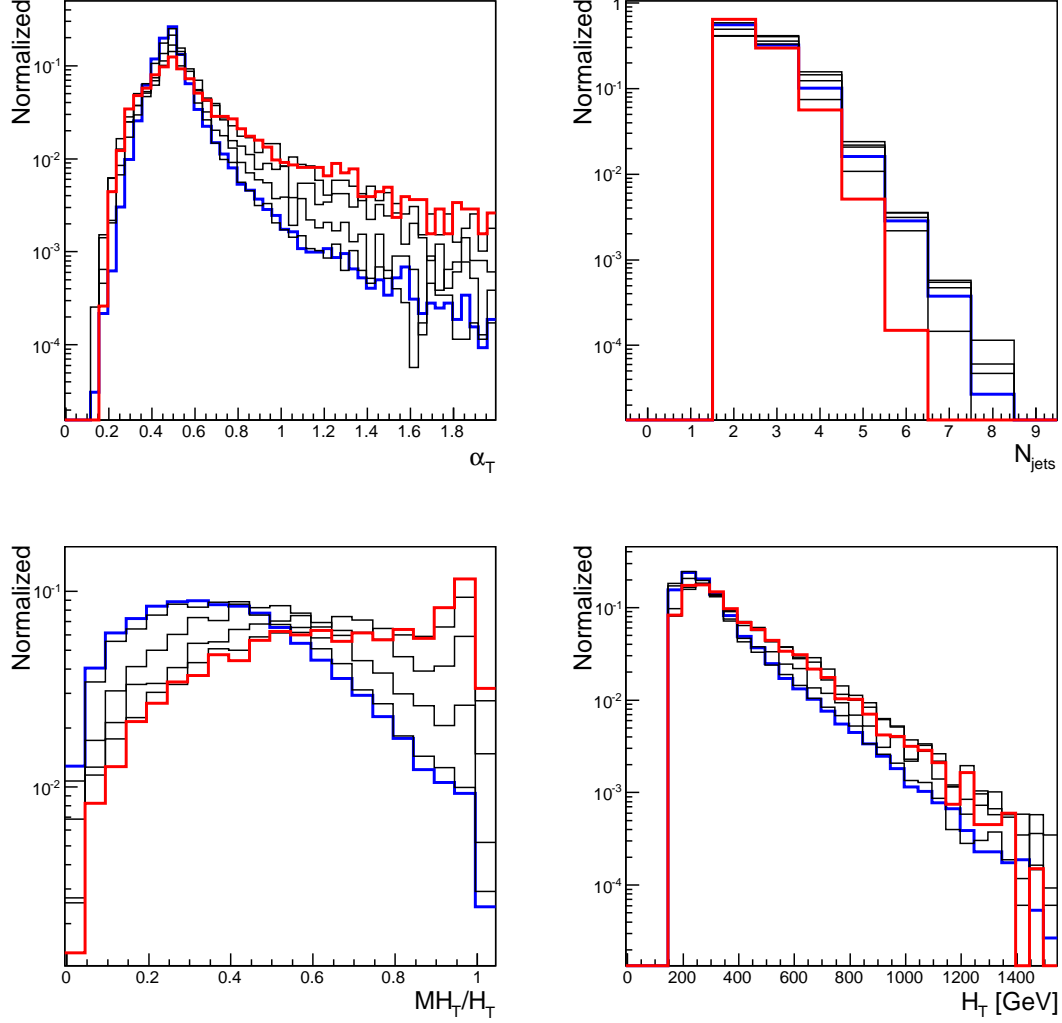 Normalized
10^-1
10^-2
10^-3
10^-4
0 0.2 0.4 0.6 0.8 1 1.2 1.4 1.6 1.8
α_T
Normalized
1
10^-1
10^-2
10^-3
10^-4
0 1 2 3 4 5 6 7 8 9
N_jets
Normalized
10^-1
10^-2
0 0.2 0.4 0.6 0.8 1
MH_T/H_T
Normalized
10^-1
10^-2
10^-3
10^-4
0 200 400 600 800 1000 1200 1400
H_T [GeV]